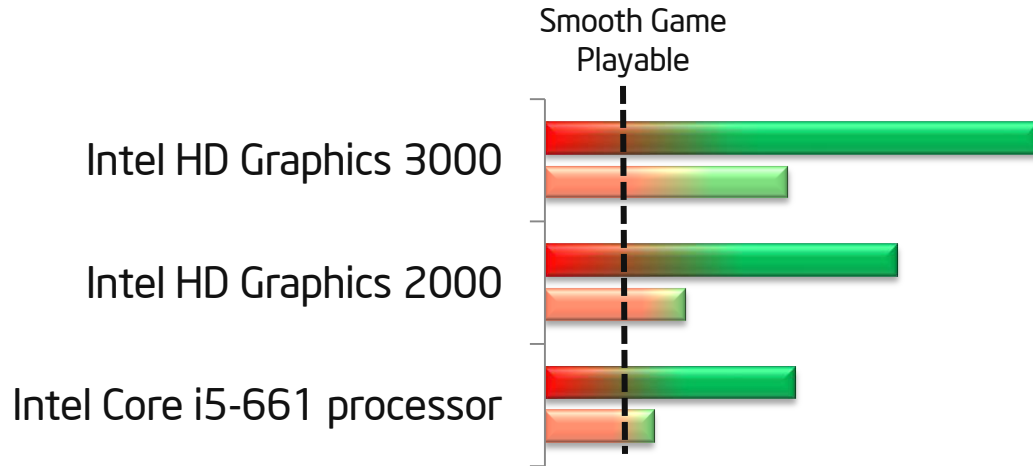 Smooth Game
Playable
Intel HD Graphics 3000
Intel HD Graphics 2000
Intel Core i5-661 processor